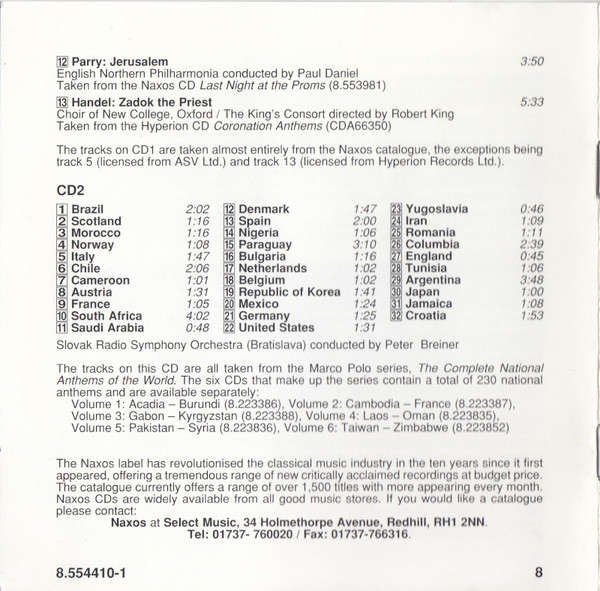 12 Parry: Jerusalem 3:50
English Northern Philharmonia conducted by Paul Daniel
Taken from the Naxos CD Last Night at the Proms (8.553981)
13 Handel: Zadok the Priest 5:33
Choir of New College, Oxford / The King's Consort directed by Robert King
Taken from the Hyperion CD Coronation Anthems (CDA66350)
The tracks on CD1 are taken almost entirely from the Naxos catalogue, the exceptions being
track 5 (licensed from ASV Ltd.) and track 13 (licensed from Hyperion Records Ltd.).
CD2
1 Brazil 2:02 12 Denmark 1:47 23 Yugoslavia 0:46
2 Scotland 1:16 13 Spain 2:00 24 Iran 1:09
3 Morocco 1:16 14 Nigeria 1:06 25 Romania 1:11
4 Norway 1:08 15 Paraguay 3:10 26 Columbia 2:39
5 Italy 1:47 16 Bulgaria 1:16 27 England 0:45
6 Chile 2:06 17 Netherlands 1:02 28 Tunisia 1:06
7 Cameroon 1:01 18 Belgium 1:02 29 Argentina 3:48
8 Austria 1:31 19 Republic of Korea 1:41 30 Japan 1:00
9 France 1:05 20 Mexico 1:24 31 Jamaica 1:08
10 South Africa 4:02 21 Germany 1:25 32 Croatia 1:53
11 Saudi Arabia 0:48 22 United States 1:31
Slovak Radio Symphony Orchestra (Bratislava) conducted by Peter Breiner
The tracks on this CD are all taken from the Marco Polo series, The Complete National
Anthems of the World. The six CDs that make up the series contain a total of 230 national
anthems and are available separately:
Volume 1: Acadia – Burundi (8.223386), Volume 2: Cambodia – France (8.223387),
Volume 3: Gabon – Kyrgyzstan (8.223388), Volume 4: Laos – Oman (8.223835),
Volume 5: Pakistan – Syria (8.223836), Volume 6: Taiwan – Zimbabwe (8.223852)
The Naxos label has revolutionised the classical music industry in the ten years since it first
appeared, offering a tremendous range of new critically acclaimed recordings at budget price.
The catalogue currently offers a range of over 1,500 titles with more appearing every month.
Naxos CDs are widely available from all good music stores. If you would like a catalogue
please contact:
Naxos at Select Music, 34 Holmethorpe Avenue, Redhill, RH1 2NN.
Tel: 01737- 760020 / Fax: 01737-766316.
8.554410-1 8